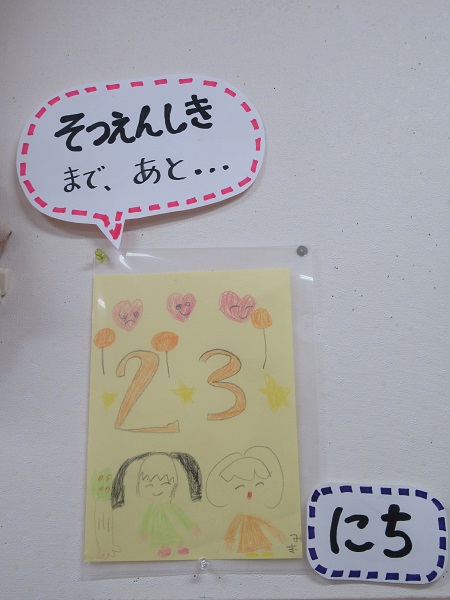 そつえんしき
まで、あと・・・
23
にち